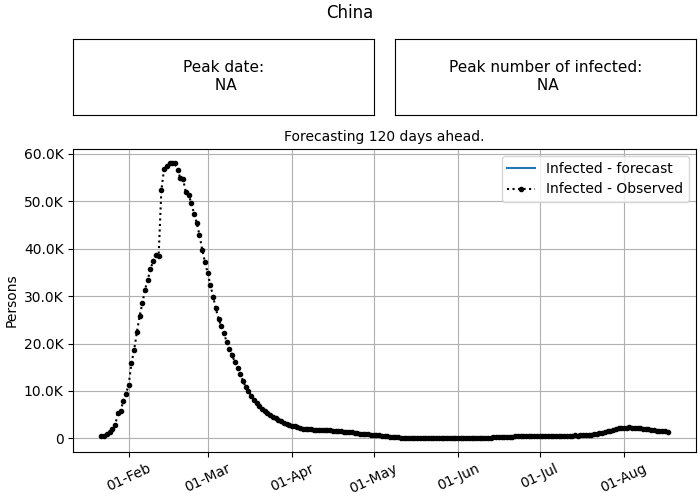 China
Peak date:
NA
Peak number of infected:
NA
Forecasting 120 days ahead.
Infected - forecast
Infected - Observed
60.0K
50.0K
40.0K
30.0K
20.0K
10.0K
0
Persons
01-Feb
01-Mar
01-Apr
01-May
01-Jun
01-Jul
01-Aug